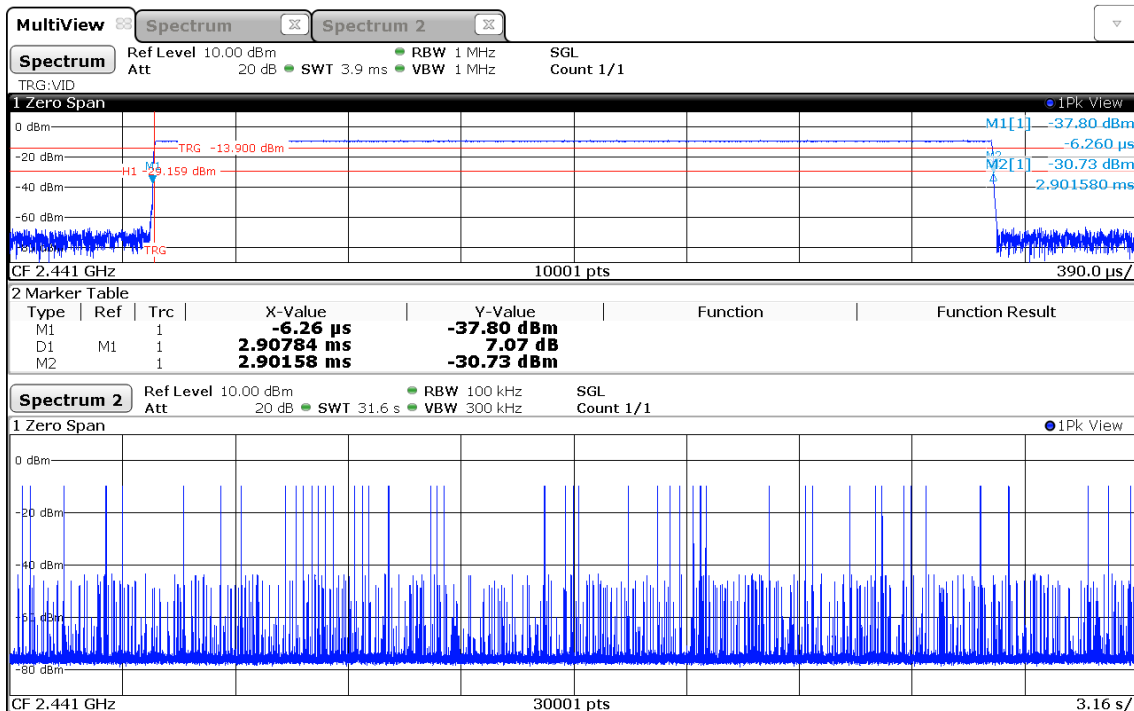 MultiView Spectrum X Spectrum 2 X
Spectrum Ref Level 10.00 dBm RBW 1 MHz SGL
Att 20 dB SWT 3.9 ms VBW 1 MHz Count 1/1
TRG:VID
1 Zero Span 1Pk View
0 dBm M1[1] -37.80 dBm
TRG -13.900 dBm -6.260 µs
-20 dBm M2
M1 M2[1] -30.73 dBm
H1 -29.159 dBm
-40 dBm 2.901580 ms
-60 dBm
TRG
CF 2.441 GHz 10001 pts 390.0 µs/
2 Marker Table
Type Ref Trc X-Value Y-Value Function Function Result
M1 1 -6.26 µs -37.80 dBm
D1 M1 1 2.90784 ms 7.07 dB
M2 1 2.90158 ms -30.73 dBm
Spectrum 2 Ref Level 10.00 dBm RBW 100 kHz SGL
Att 20 dB SWT 31.6 s VBW 300 kHz Count 1/1
1 Zero Span 1Pk View
0 dBm
-20 dBm
-40 dBm
-80 dBm
CF 2.441 GHz 30001 pts 3.16 s/